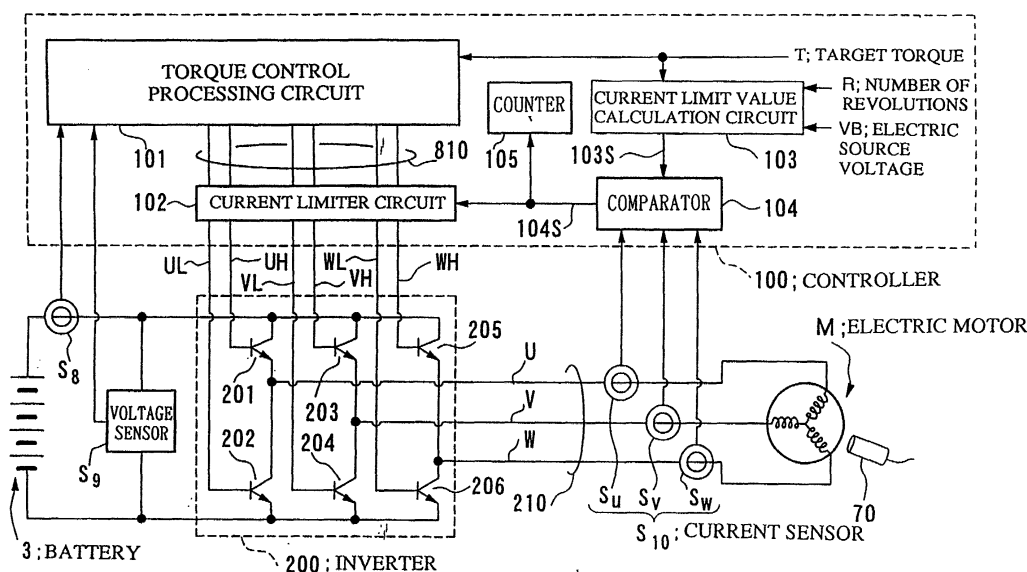 TORQUE CONTROL
PROCESSING CIRCUIT
T; TARGET TORQUE
COUNTER
CURRENT LIMIT VALUE
CALCULATION CIRCUIT
R; NUMBER OF
REVOLUTIONS
VB; ELECTRIC
SOURCE
VOLTAGE
101
810
105
103S
103
102
CURRENT LIMITER CIRCUIT
104S
COMPARATOR
104
UL
UH
VL
WL
VH
WH
100; CONTROLLER
S8
201
203
205
U
V
W
M; ELECTRIC MOTOR
VOLTAGE
SENSOR
S9
202
204
206
210
Su
Sv
Sw
70
S10; CURRENT SENSOR
3; BATTERY
200; INVERTER